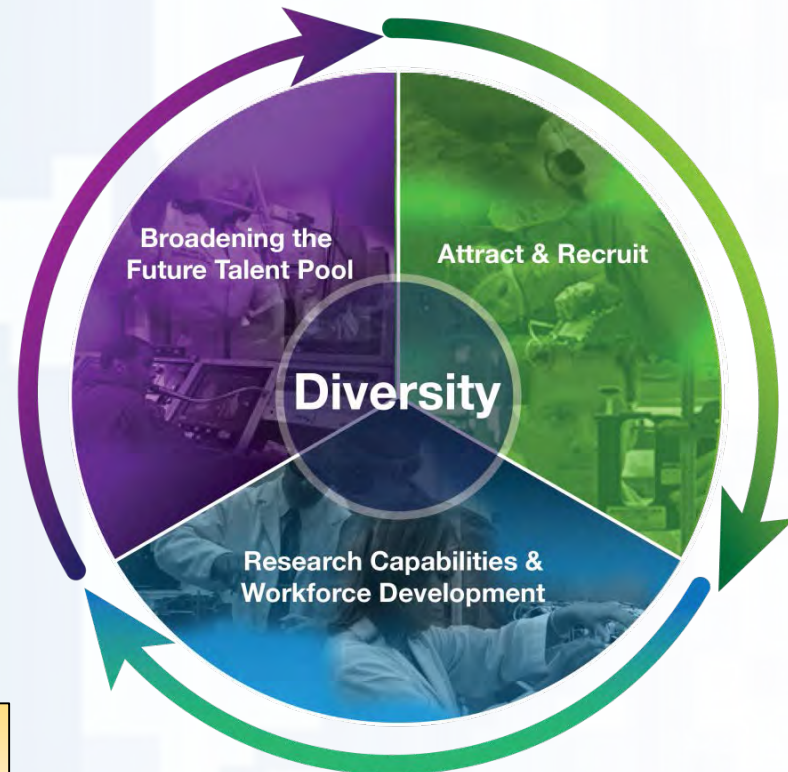 Broadening the
Future Talent Pool
Attract & Recruit
Diversity
Research Capabilities &
Workforce Development